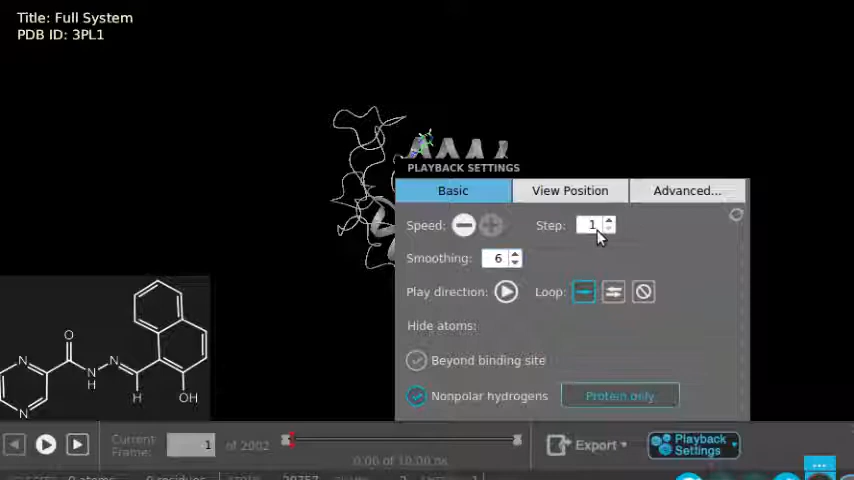 Title: Full System
PDB ID: 3PL1
PLAYBACK SETTINGS
Basic
View Position
Advanced...
Speed:
Step: 1
Smoothing: 6
Play direction:
Loop:
Hide atoms:
Beyond binding site
Nonpolar hydrogens
Protein only
N
N
O
N
H
N
H
OH
Current
Frame:
1
of 2002
0.00 of 10.00 ns
Export
Playback
Settings
...